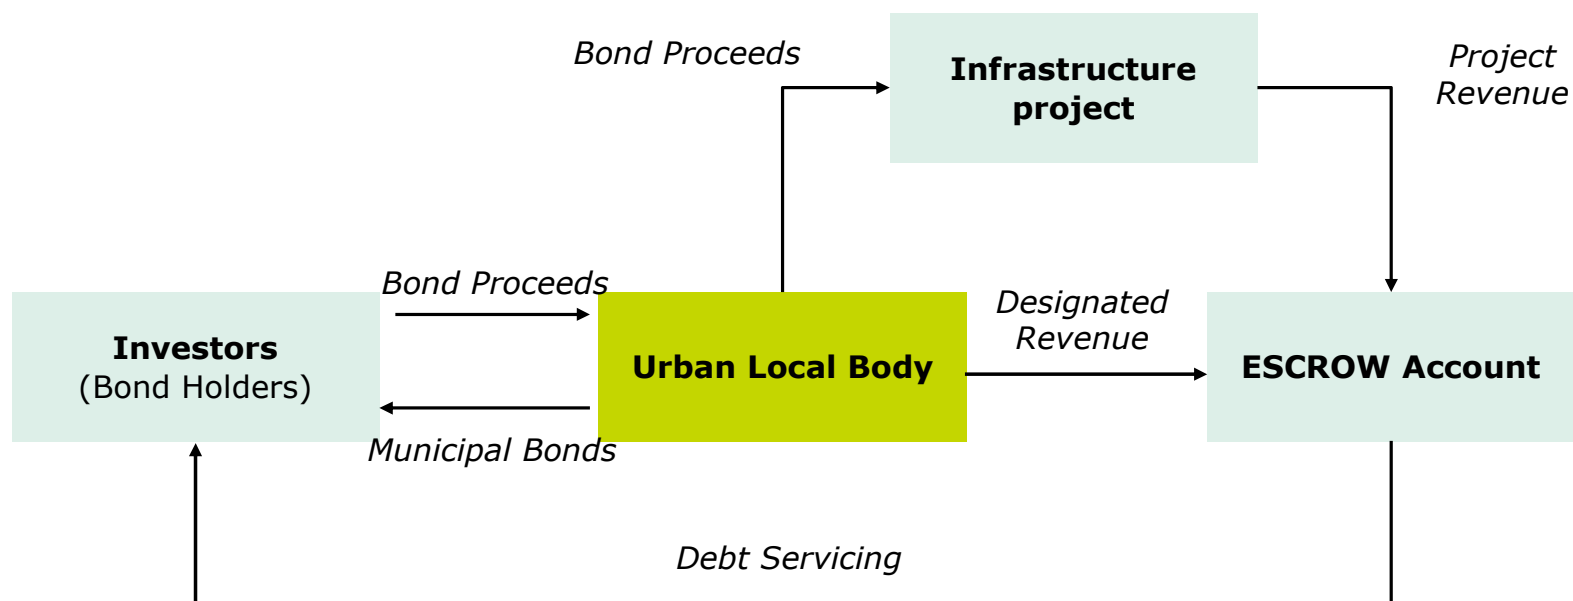 Bond Proceeds
Infrastructure
project
Project
Revenue
Bond Proceeds
Investors
(Bond Holders)
Municipal Bonds
Urban Local Body
Designated
Revenue
ESCROW Account
Debt Servicing